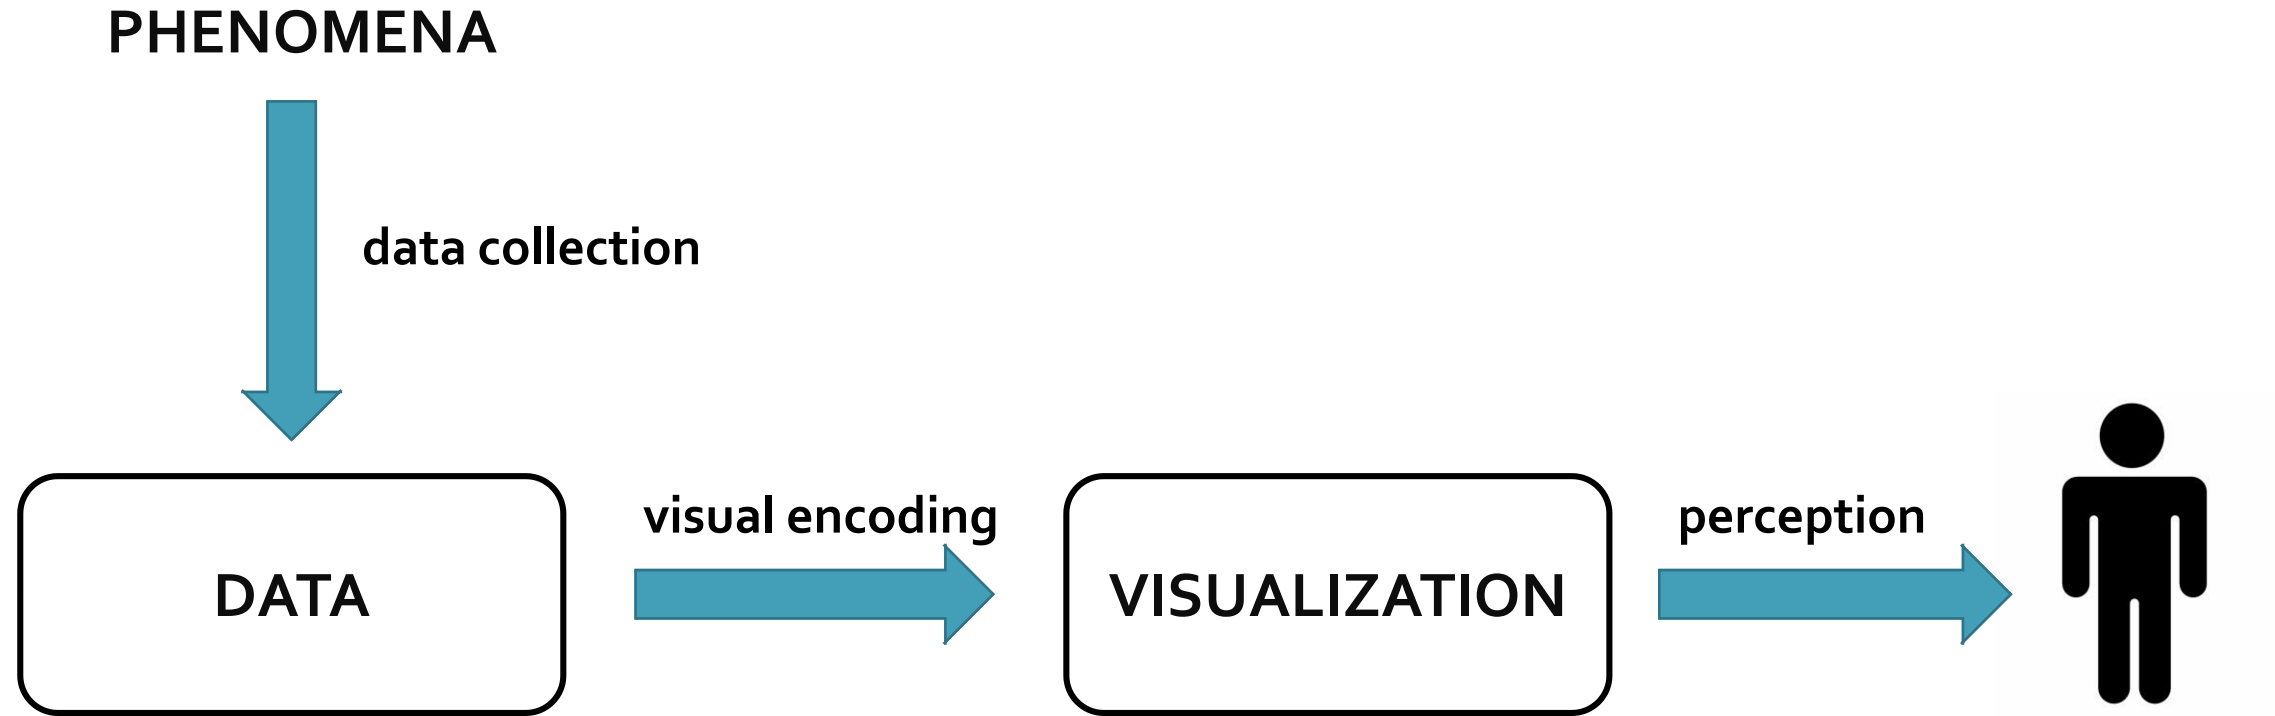 PHENOMENA
data collection
visual encoding
perception
DATA
VISUALIZATION